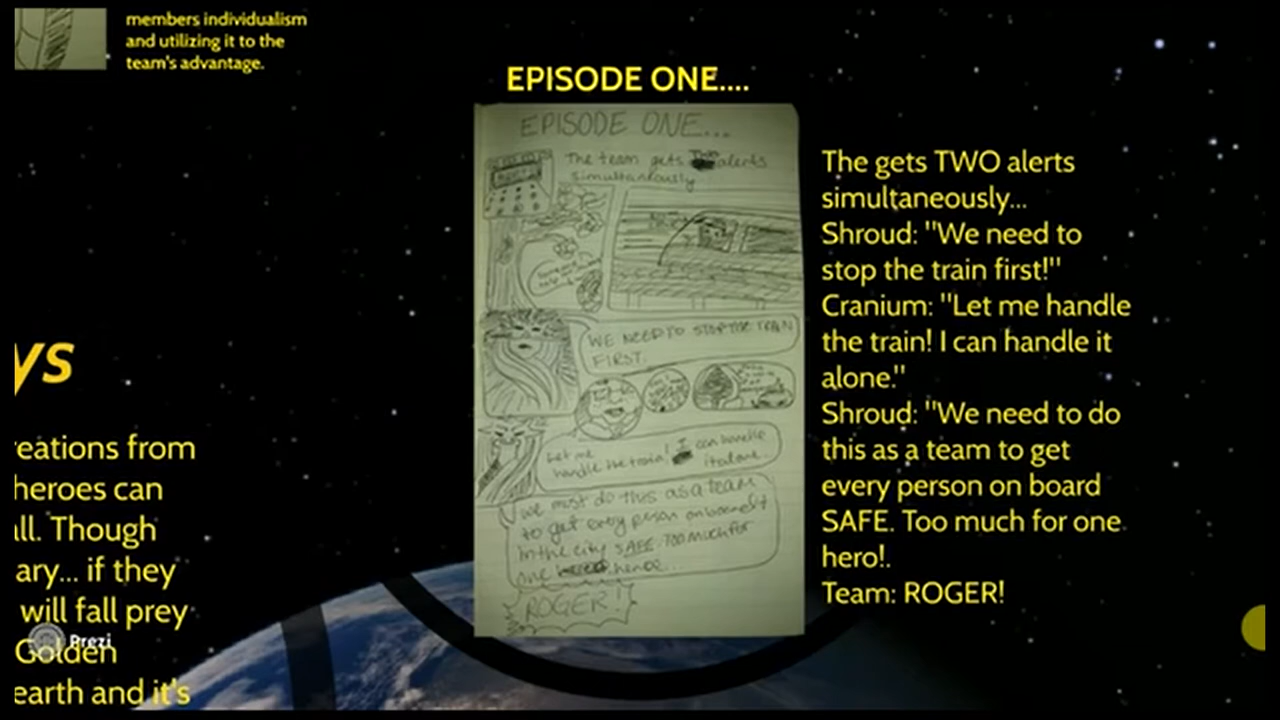 members individualism
and utilizing it to the
team's advantage.
EPISODE ONE....
EPISODE ONE...
The team gets Two alerts
simultaneously
WE NEED TO STOP THE TRAIN
FIRST.
Let me
handle the train! I can handle
it alone.
we must do this as a team
to get every person on board &
in the city SAFE. Too much for
one
ROGER!
The gets TWO alerts
simultaneously...
Shroud: "We need to
stop the train first!"
Cranium: "Let me handle
the train! I can handle it
alone."
Shroud: "We need to do
this as a team to get
every person on board
SAFE. Too much for one
hero!.
Team: ROGER!
ys
reations from
heroes can
all. Though
ary... if they
will fall prey
Prezi
Golden
earth and it's